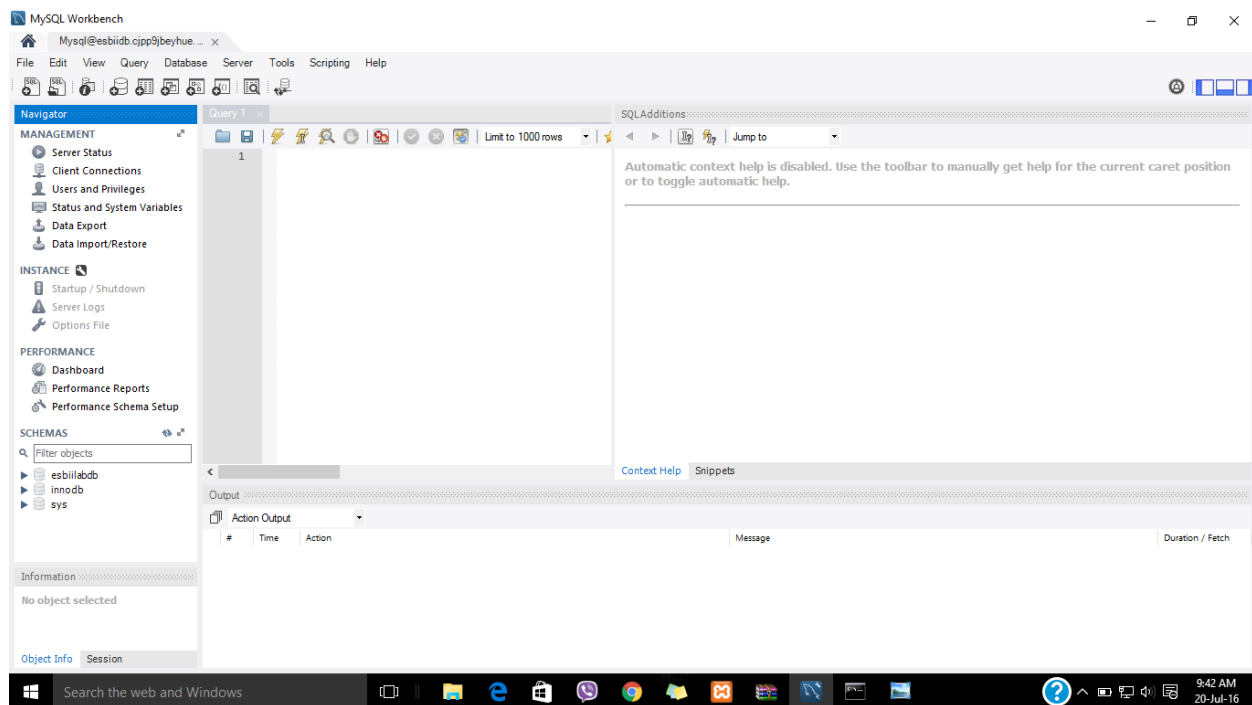 MySQL Workbench
Mysql@esbiidb.cjpp9jbeyhue....
File Edit View Query Database Server Tools Scripting Help
Navigator
Query 1
SQLAdditions
MANAGEMENT
Limit to 1000 rows
Jump to
Server Status
Client Connections
Users and Privileges
Status and System Variables
Data Export
Data Import/Restore
1
Automatic context help is disabled. Use the toolbar to manually get help for the current caret position
or to toggle automatic help.
INSTANCE
Startup / Shutdown
Server Logs
Options File
PERFORMANCE
Dashboard
Performance Reports
Performance Schema Setup
SCHEMAS
Filter objects
esbiilabdb
innodb
sys
Context Help Snippets
Output
Action Output
# Time Action Message Duration / Fetch
Information
No object selected
Object Info Session
Search the web and Windows
9:42 AM
20-Jul-16